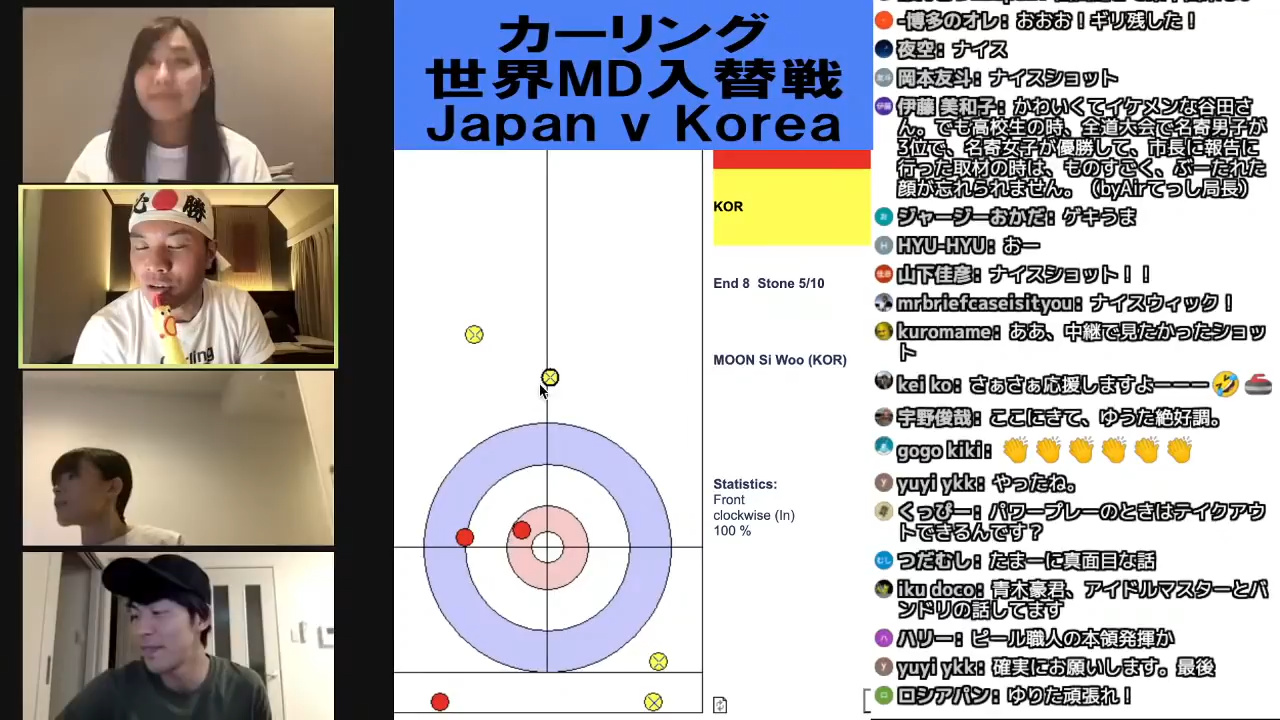 カーリング
世界MD入替戦
Japan v Korea
必 勝
KOR
End 8 Stone 5/10
MOON Si Woo (KOR)
Statistics:
Front
clockwise (In)
100 %
-博多のオレ: おおお！ギリ残した！
夜空: ナイス
岡本友斗: ナイスショット
伊藤 美和子: かわいくてイケメンな谷田さ
ん。でも高校生の時、全道大会で名寄男子が
3位で、名寄女子が優勝して、市長に報告に
行った取材の時は、ものすごく、ぶーたれた
顔が忘れられません。（byAirてっし局長）
ジャージーおかだ: ゲキうま
HYU-HYU: おー
山下佳彦: ナイスショット！！
mrbriefcaseisityou: ナイスウィック！
kuromame: ああ、中継で見たかったショッ
ト
kei ko: さぁさぁ応援しますよーーー🤣🥌
宇野俊哉: ここにきて、ゆうた絶好調。
gogo kiki: 👏👏👏👏👏👏
yuyi ykk: やったね。
くっぴー: パワープレーのときはテイクアウ
トできるんです？
つだむし: たまーに真面目な話
iku doco: 青木豪君、アイドルマスターとバ
ンドリの話してます
ハリー: ピール職人の本領発揮か
yuyi ykk: 確実にお願いします。最後
ロシアパン: ゆりた頑張れ！